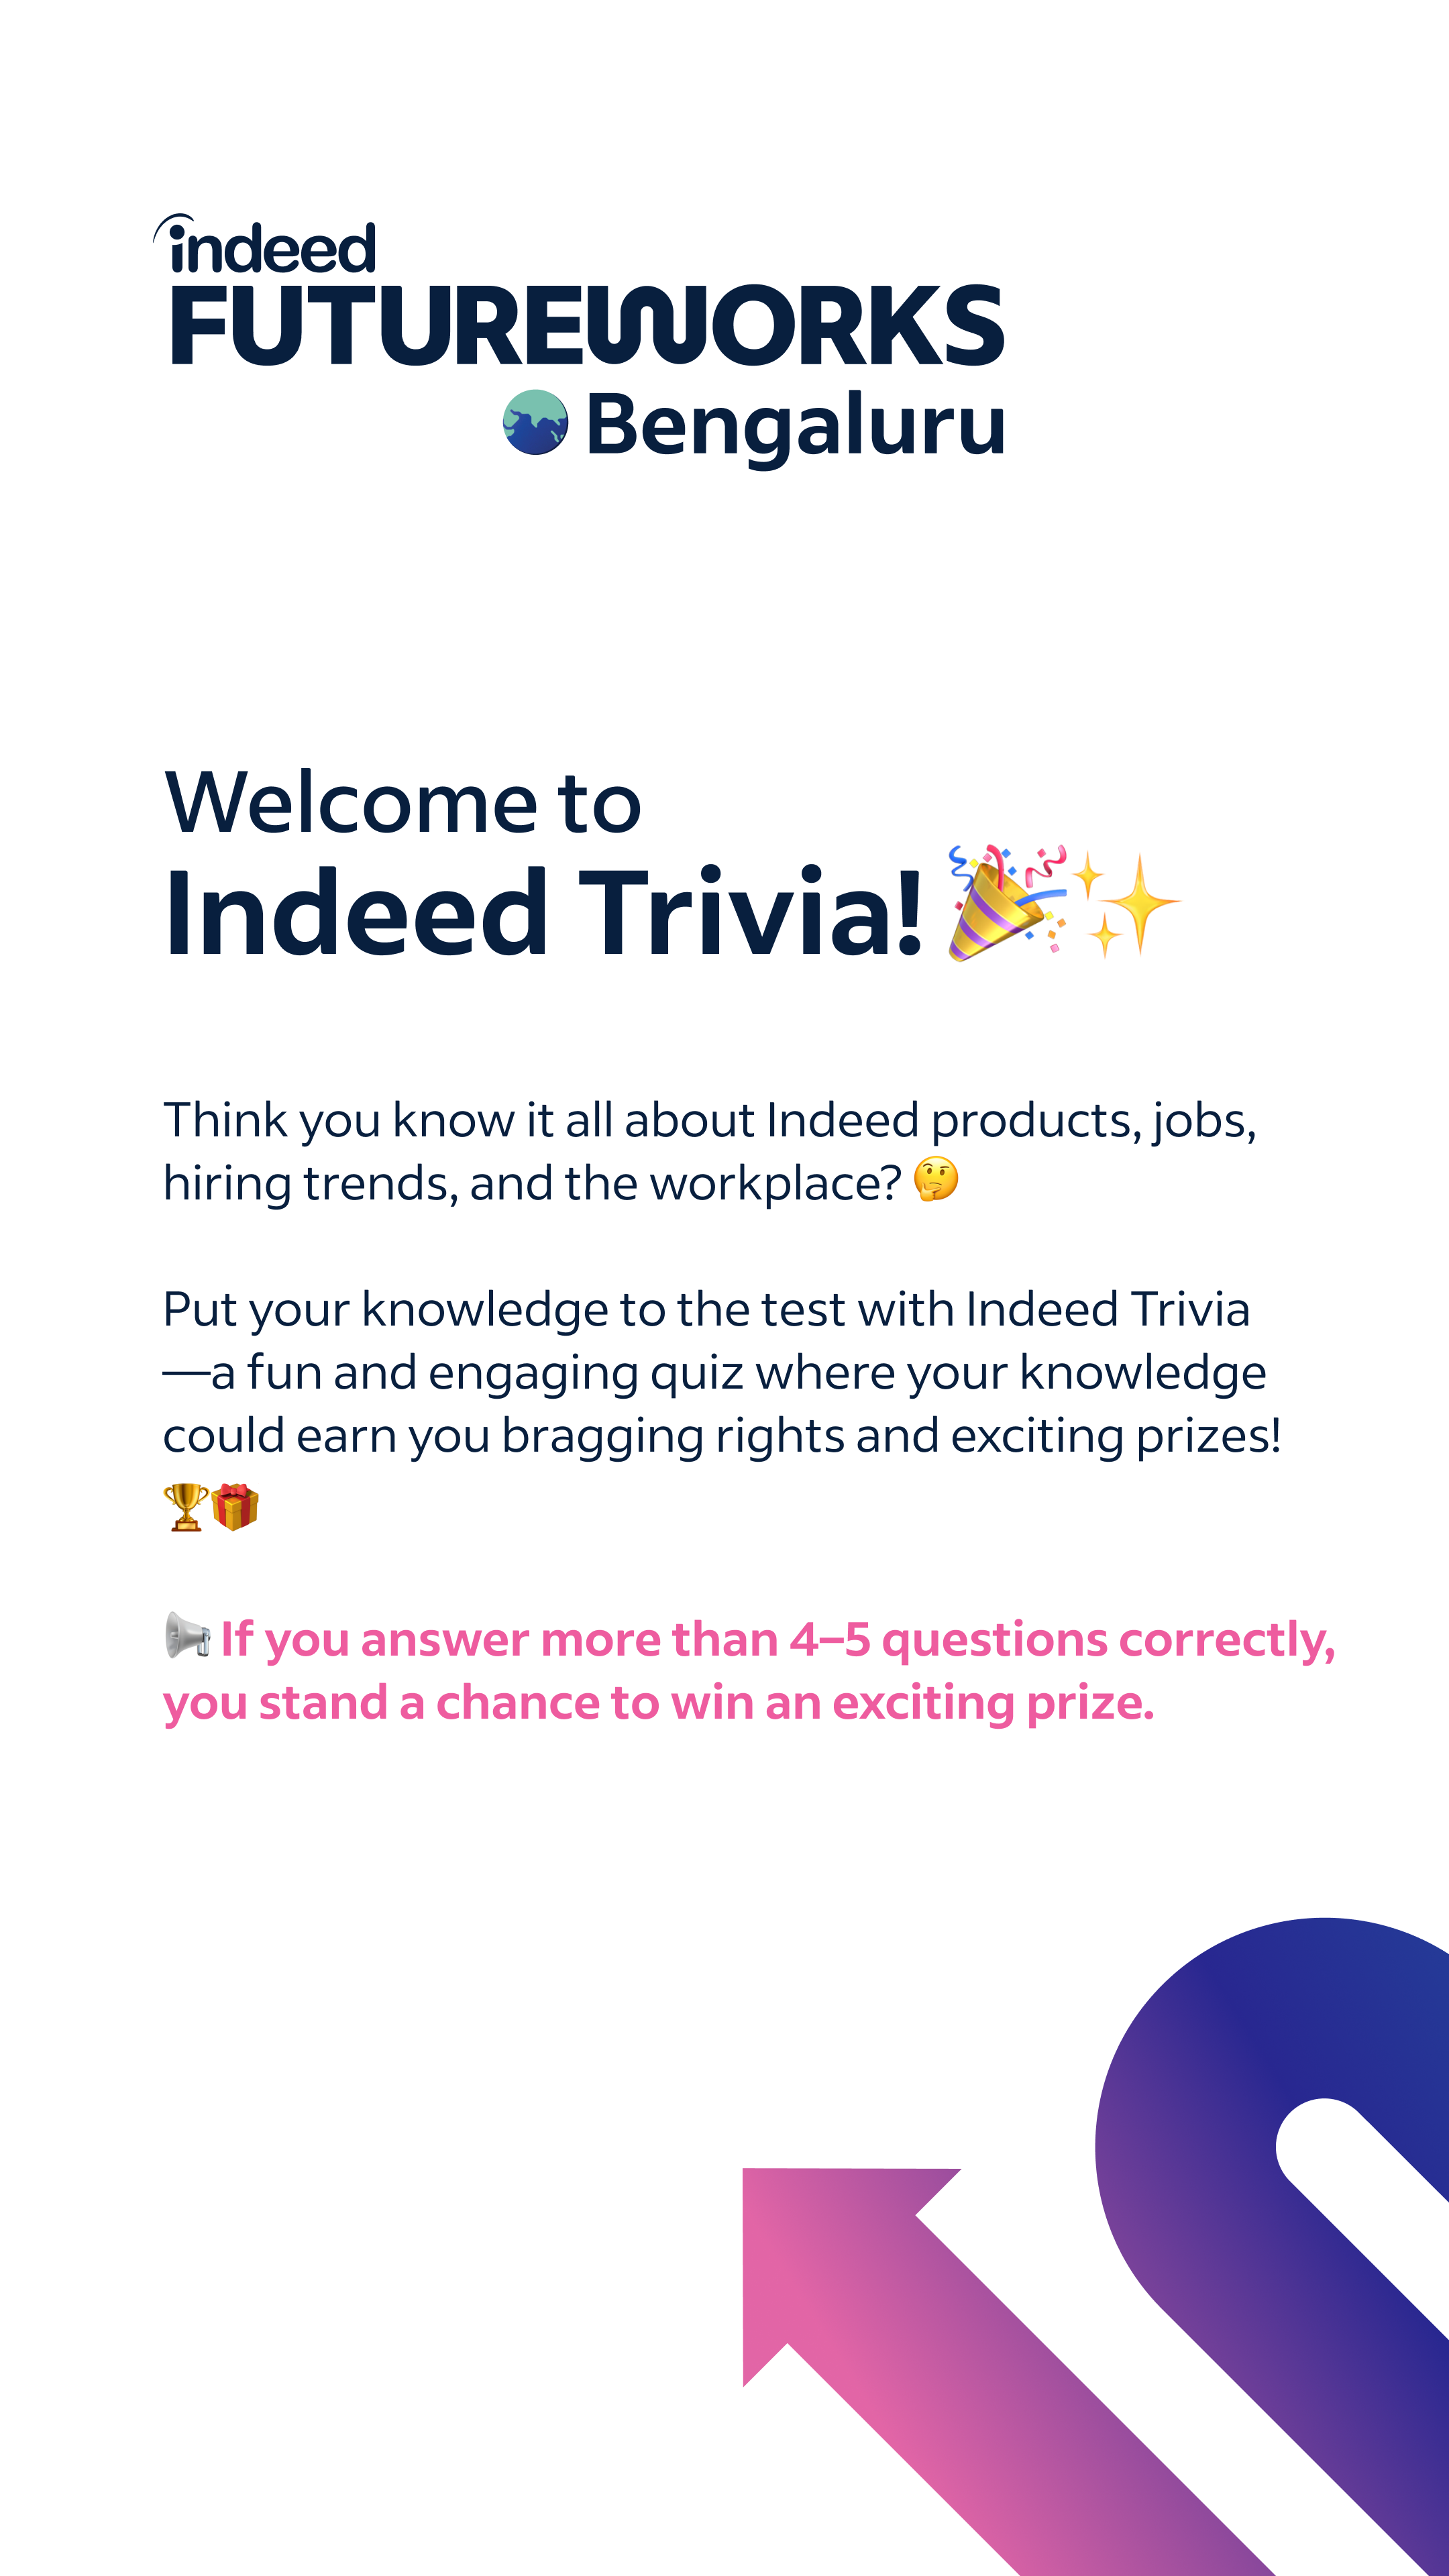 indeed
FUTUREWORKS
Bengaluru
Welcome to
Indeed Trivia! 🎉✨
Think you know it all about Indeed products, jobs,
hiring trends, and the workplace? 🤔
Put your knowledge to the test with Indeed Trivia
—a fun and engaging quiz where your knowledge
could earn you bragging rights and exciting prizes!
🏆🎁
📢 If you answer more than 4–5 questions correctly,
you stand a chance to win an exciting prize.